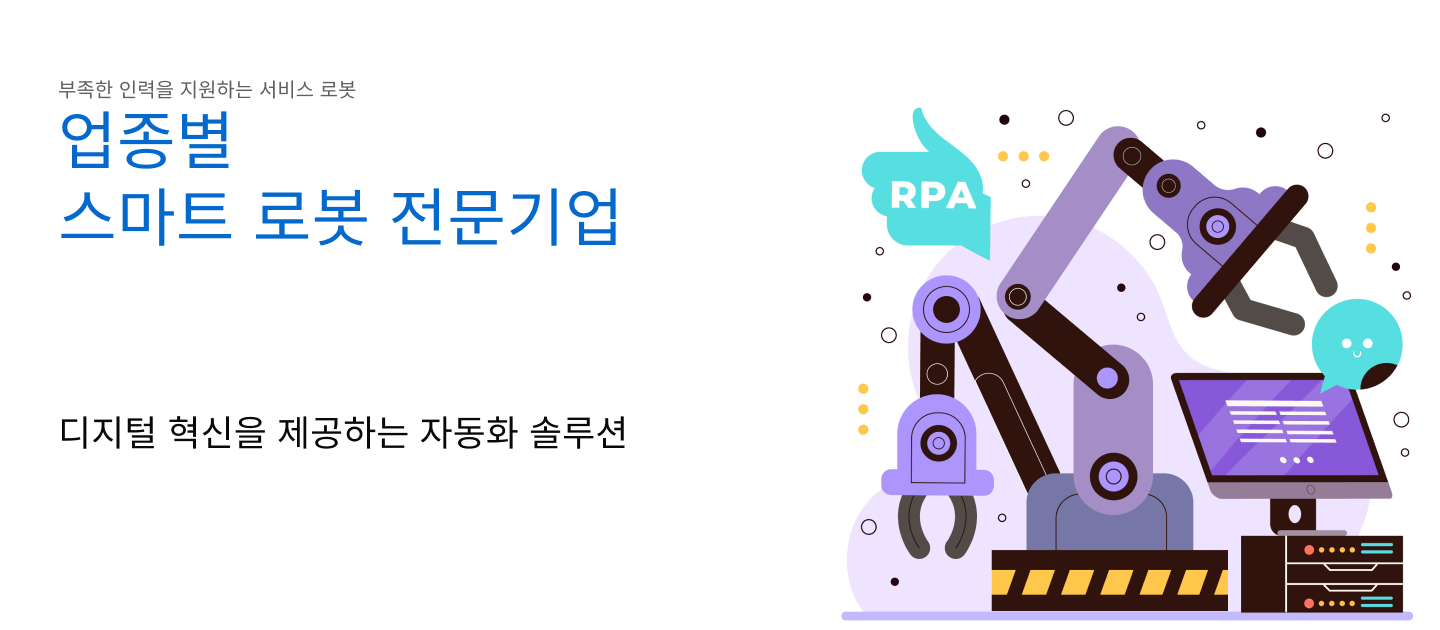 부족한 인력을 지원하는 서비스 로봇
업종별
스마트 로봇 전문기업
RPA
디지털 혁신을 제공하는 자동화 솔루션